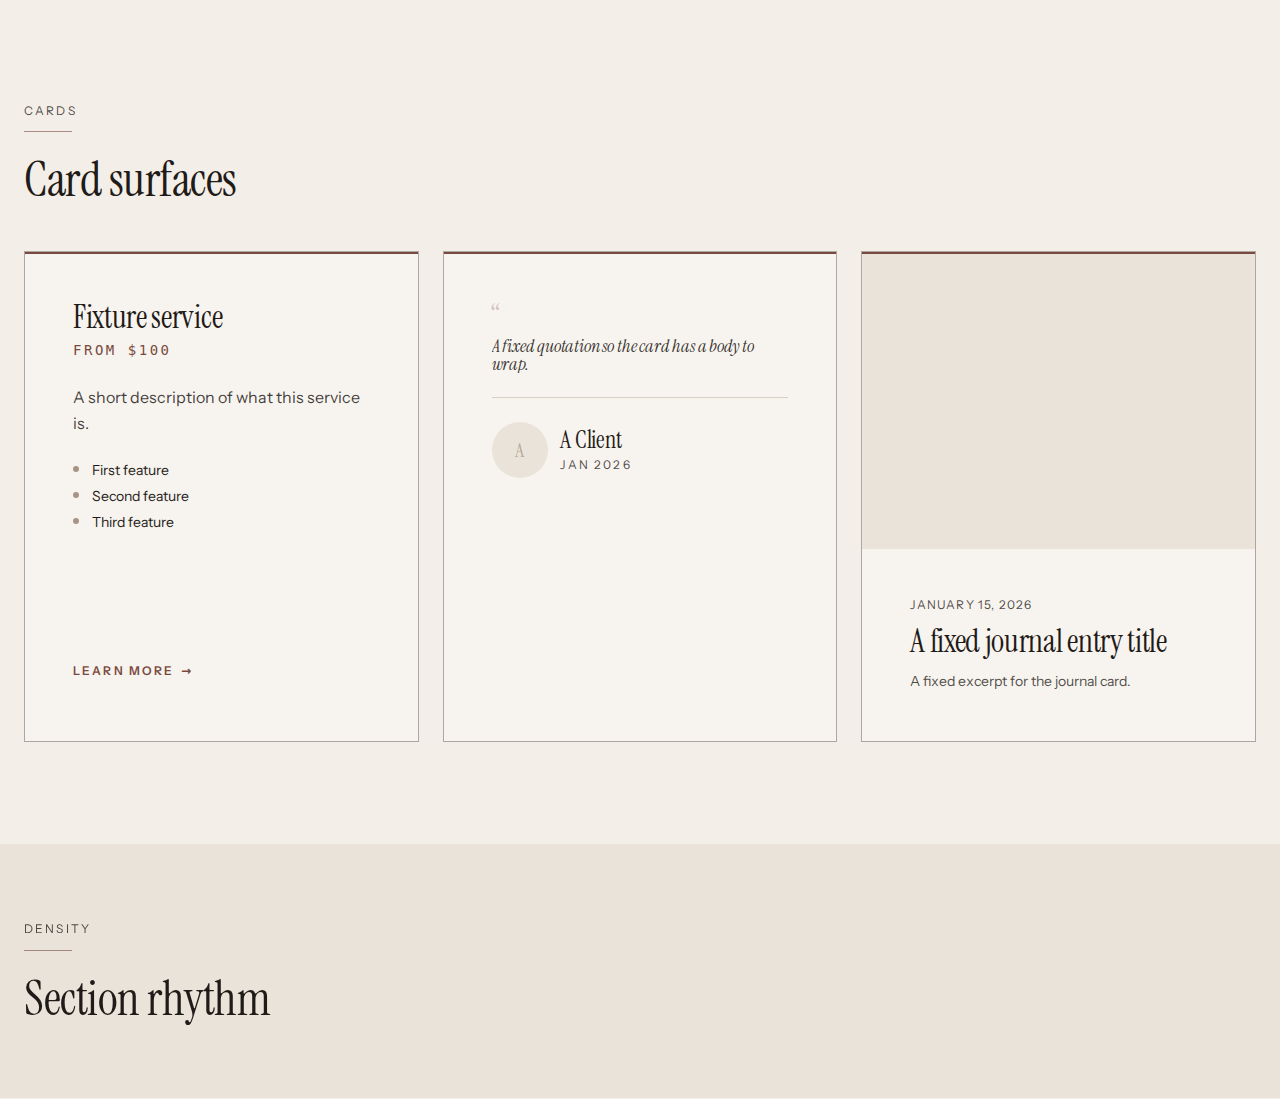 CARDS
Card surfaces
Fixture service
FROM $100
A short description of what this service
is.
First feature
Second feature
Third feature
LEARN MORE →
“
A fixed quotation so the card has a body to
wrap.
A
A Client
JAN 2026
JANUARY 15, 2026
A fixed journal entry title
A fixed excerpt for the journal card.
DENSITY
Section rhythm